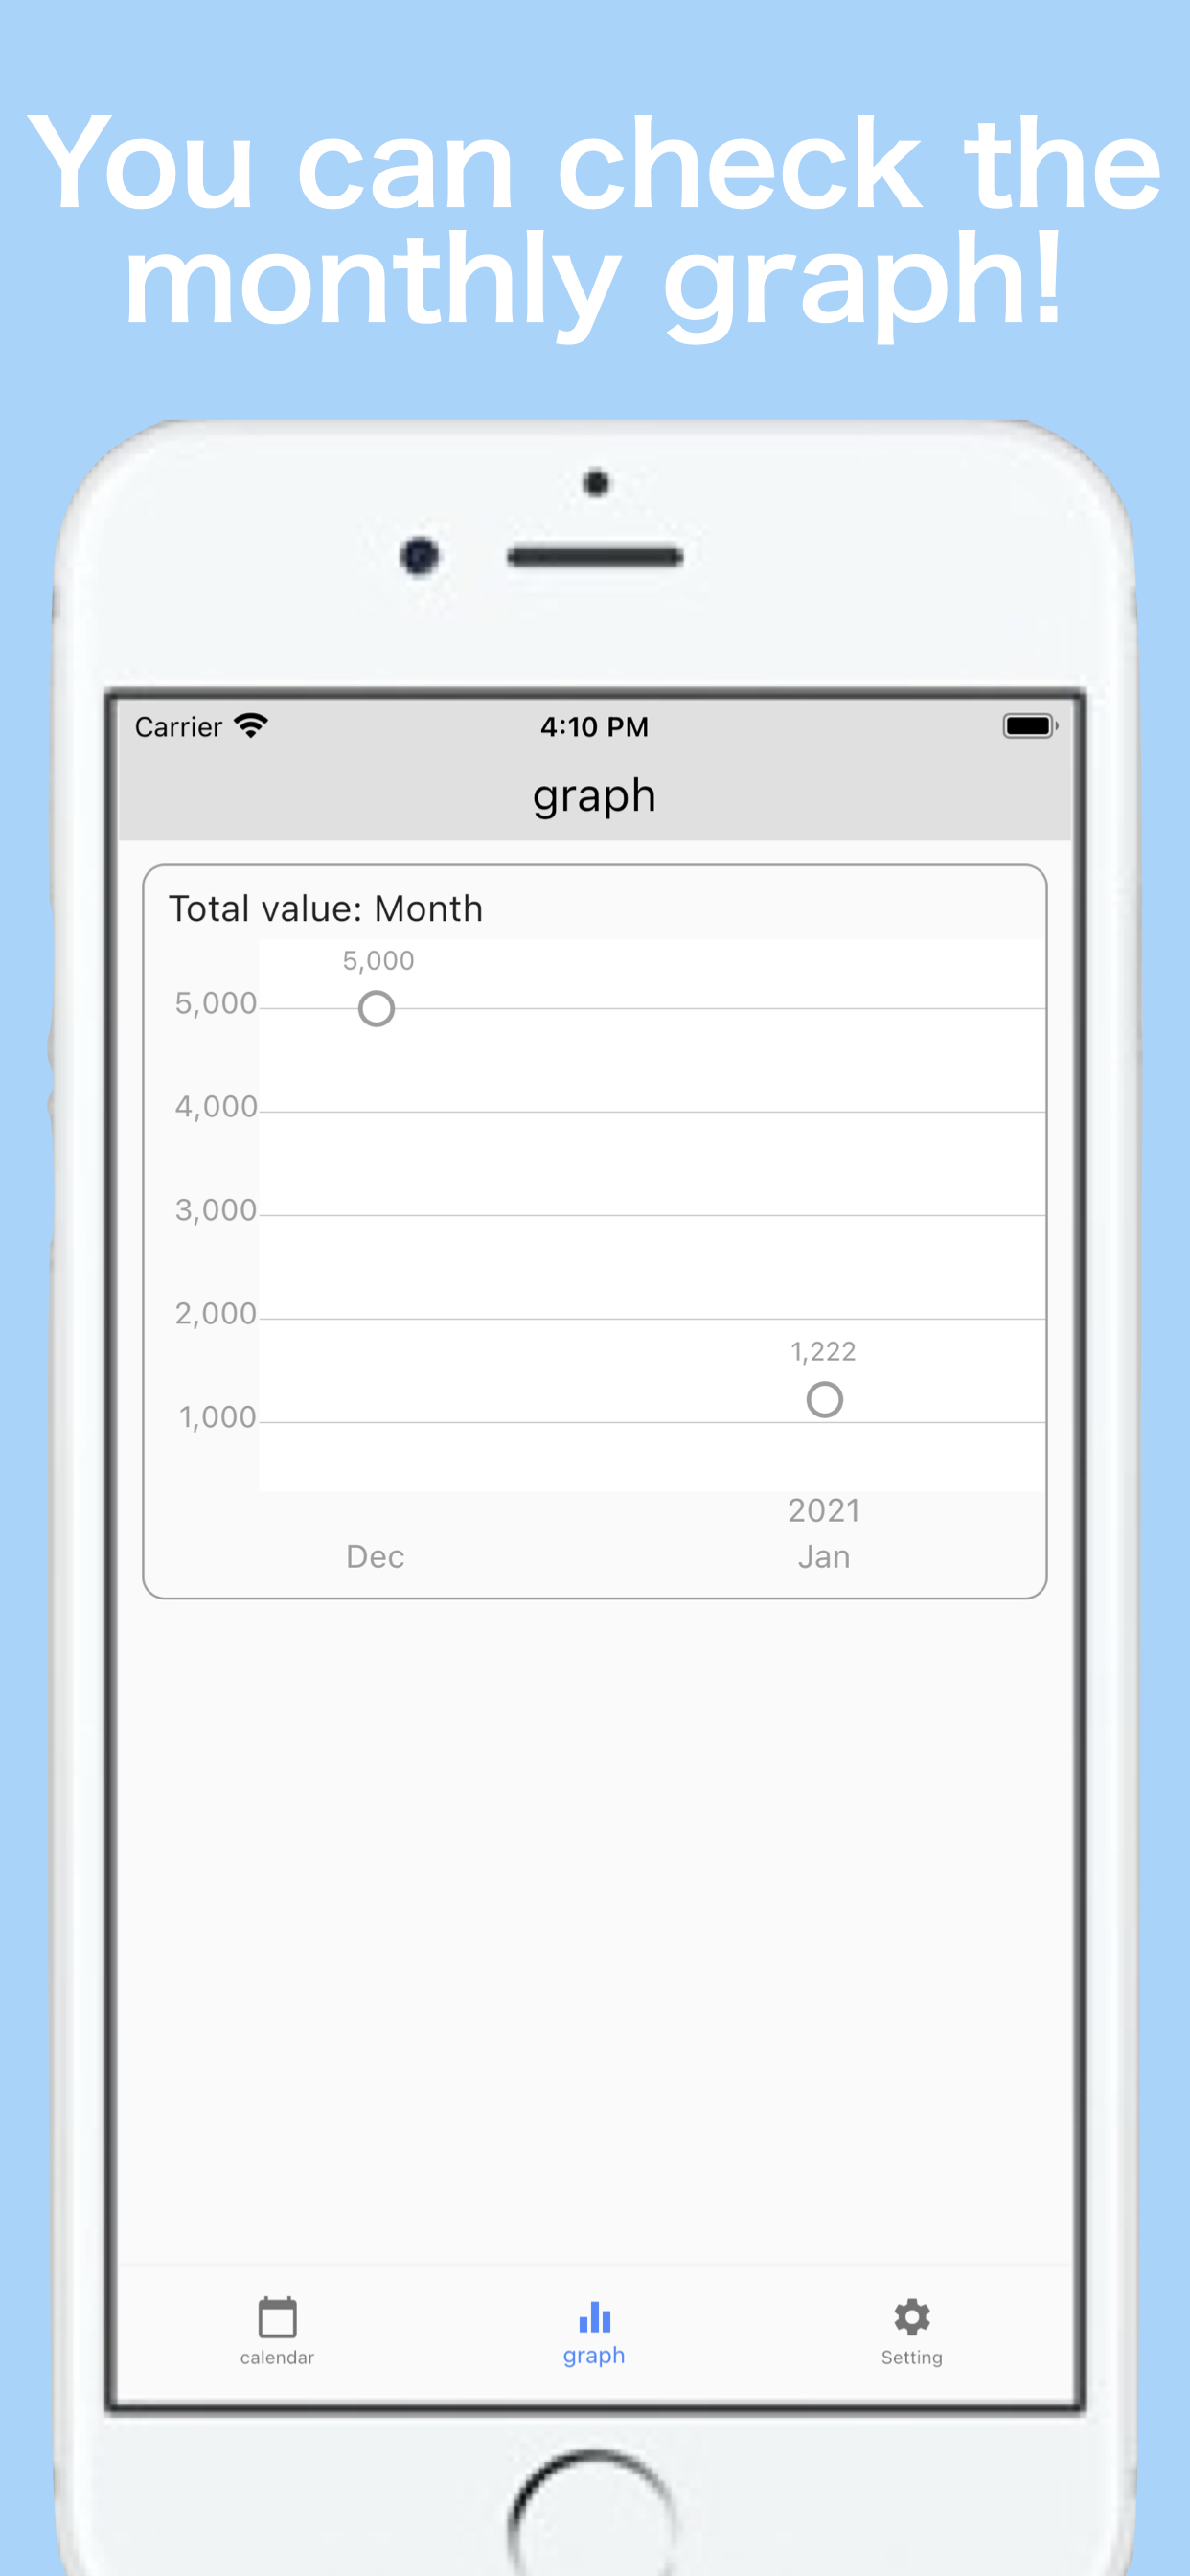 You can check the
monthly graph!
Carrier 4:10 PM
graph
Total value: Month
5,000
5,000
4,000
3,000
2,000
1,222
1,000
2021
Dec Jan
calendar graph Setting